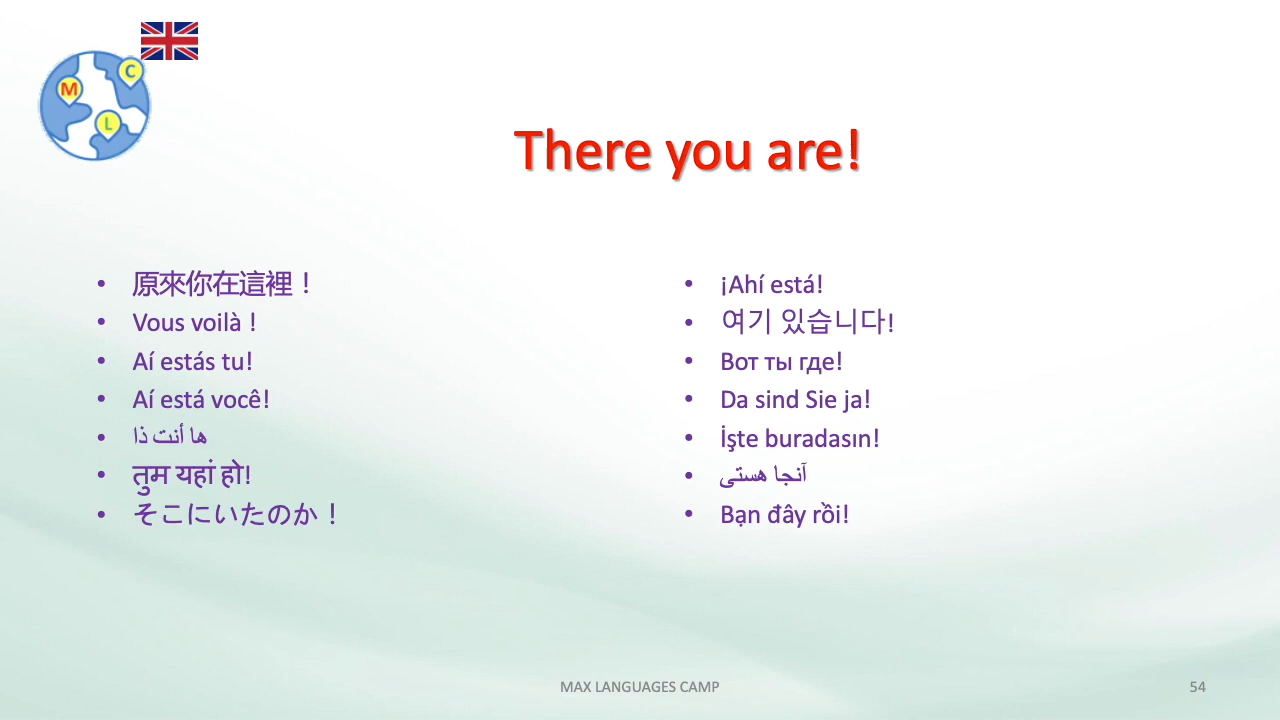 C
M
L
There you are!
• 原來你在這裡！
• Vous voilà !
• Aí estás tu!
• Aí está você!
• ها أنت ذا
• तुम यहां हो!
• そこにいたのか！
• ¡Ahí está!
• 여기 있습니다!
• Вот ты где!
• Da sind Sie ja!
• İşte buradasın!
• آنجا هستی
• Bạn đây rồi!
MAX LANGUAGES CAMP
54